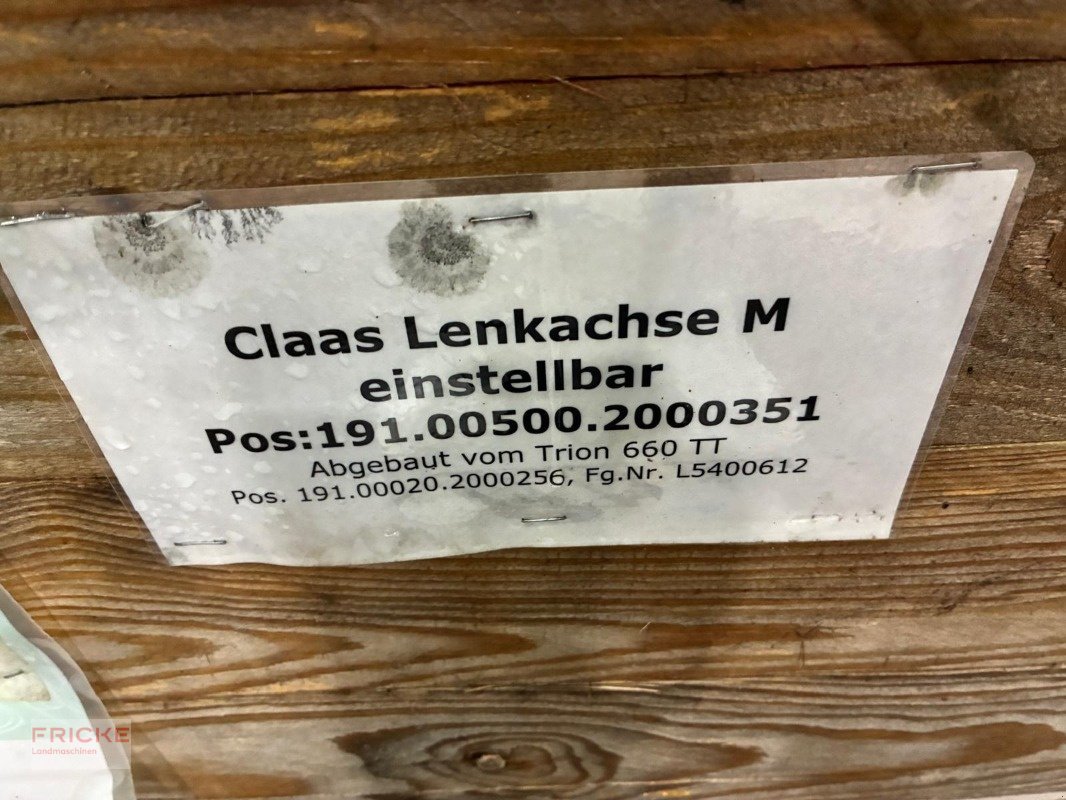 Claas Lenkachse M
einstellbar
Pos:191.00500.2000351
Abgebaut vom Trion 660 TT
Pos. 191.00020.2000256, Fg.Nr. L5400612
FRICKE
Landmaschinen